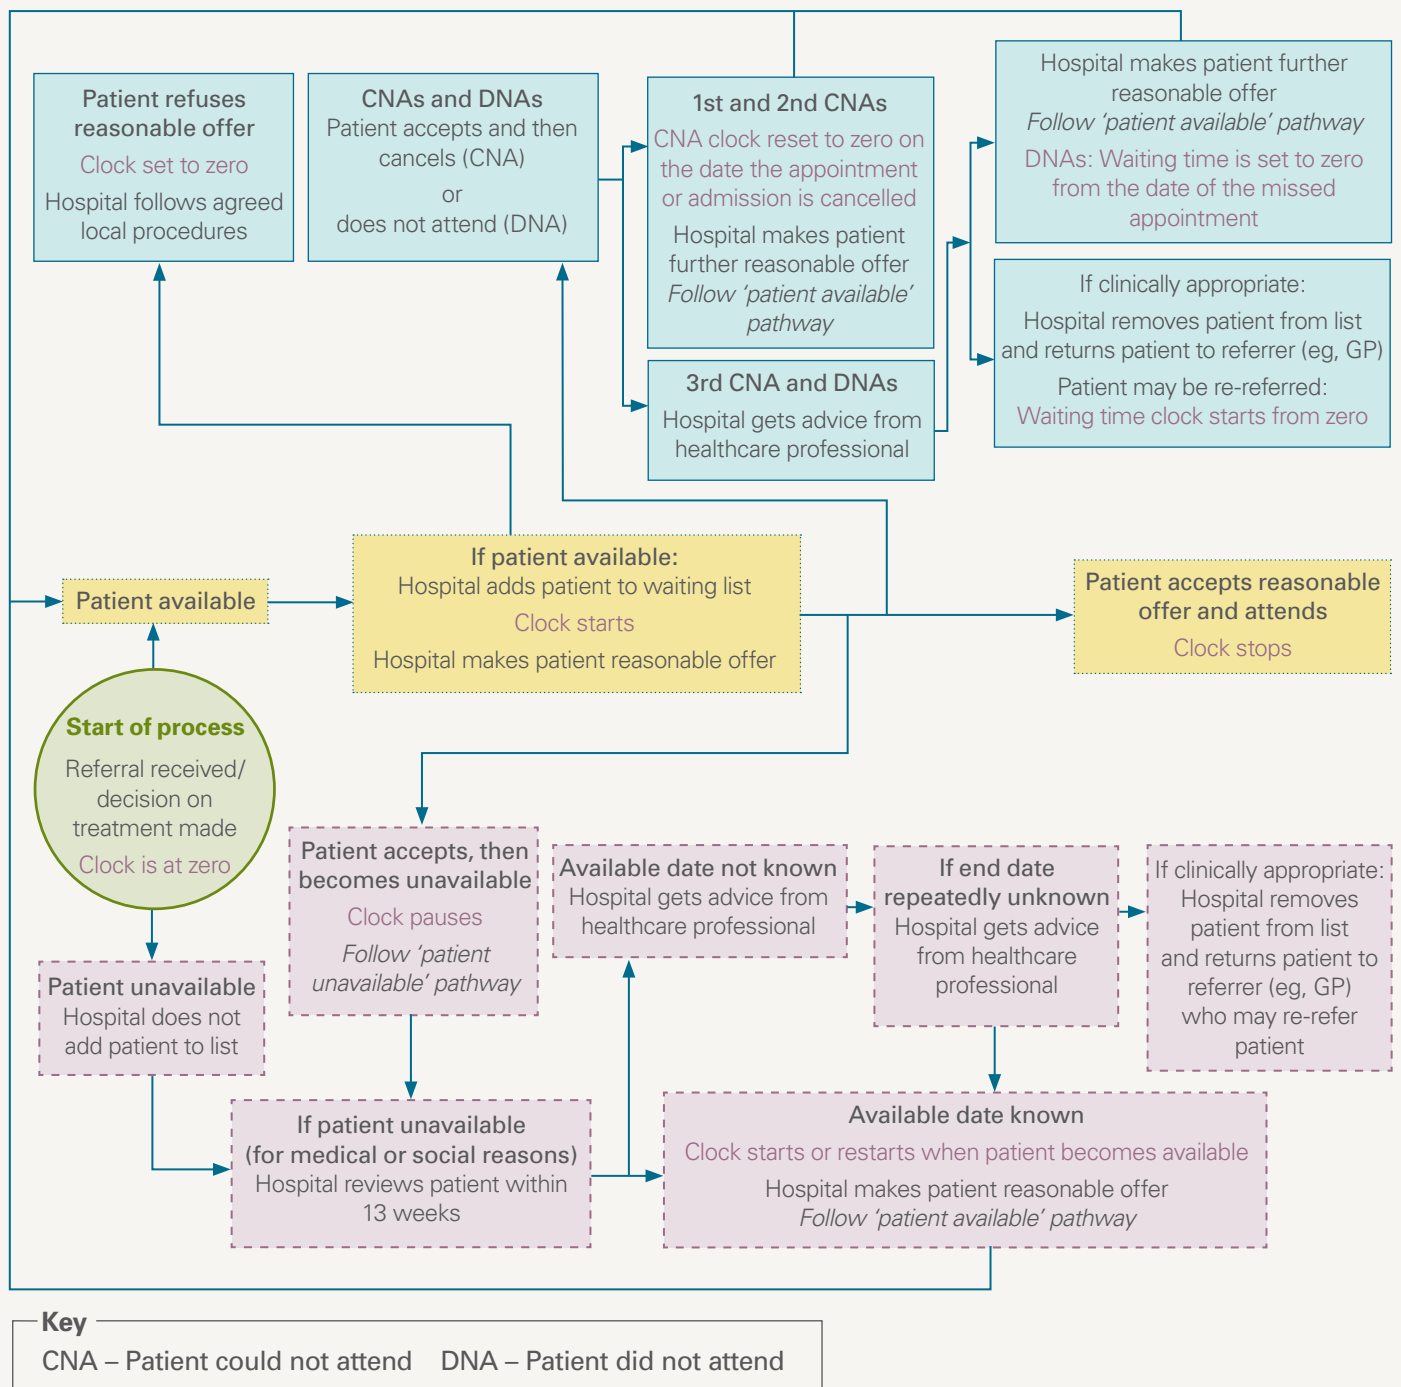 Patient refuses
reasonable offer
Clock set to zero
Hospital follows agreed
local procedures
CNAs and DNAs
Patient accepts and then
cancels (CNA)
or
does not attend (DNA)
1st and 2nd CNAs
CNA clock reset to zero on
the date the appointment
or admission is cancelled
Hospital makes patient
further reasonable offer
Follow ‘patient available’
pathway
3rd CNA and DNAs
Hospital gets advice from
healthcare professional
Hospital makes patient further
reasonable offer
Follow ‘patient available’ pathway
DNAs: Waiting time is set to zero
from the date of the missed
appointment
If clinically appropriate:
Hospital removes patient from list
and returns patient to referrer (eg, GP)
Patient may be re-referred:
Waiting time clock starts from zero
Patient available
If patient available:
Hospital adds patient to waiting list
Clock starts
Hospital makes patient reasonable offer
Patient accepts reasonable
offer and attends
Clock stops
Start of process
Referral received/
decision on
treatment made
Clock is at zero
Patient unavailable
Hospital does not
add patient to list
Patient accepts, then
becomes unavailable
Clock pauses
Follow ‘patient
unavailable’ pathway
Available date not known
Hospital gets advice from
healthcare professional
If end date
repeatedly unknown
Hospital gets advice
from healthcare
professional
If clinically appropriate:
Hospital removes
patient from list
and returns patient to
referrer (eg, GP)
who may re-refer
patient
If patient unavailable
(for medical or social reasons)
Hospital reviews patient within
13 weeks
Available date known
Clock starts or restarts when patient becomes available
Hospital makes patient reasonable offer
Follow ‘patient available’ pathway
Key
CNA – Patient could not attend DNA – Patient did not attend